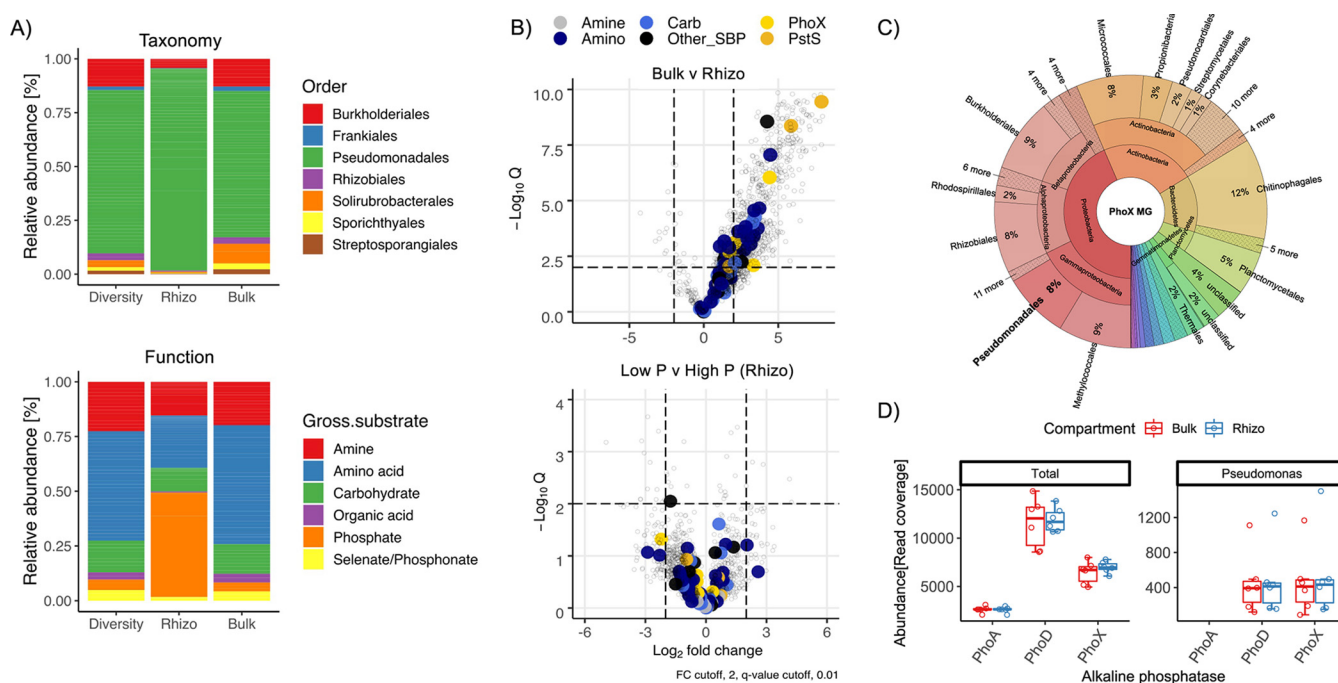 A)
Taxonomy
Relative abundance [%]
1.00
0.75
0.50
0.25
0.00
Diversity Rhizo Bulk
Order
Burkholderiales
Frankiales
Pseudomonadales
Rhizobiales
Solirubrobacterales
Sporichthyales
Streptosporangiales
Function
Relative abundance [%]
1.00
0.75
0.50
0.25
0.00
Diversity Rhizo Bulk
Gross.substrate
Amine
Amino acid
Carbohydrate
Organic acid
Phosphate
Selenate/Phosphonate
B)
Amine Carb PhoX
Amino Other_SBP PstS
Bulk v Rhizo
− Log10 Q
10.0
7.5
5.0
2.5
0.0
-5 0 5
Low P v High P (Rhizo)
− Log10 Q
4
3
2
1
0
-6 -3 0 3 6
Log2 fold change
FC cutoff, 2, q-value cutoff, 0.01
C)
PhoX MG
Proteobacteria
Actinobacteria
Actinobacteria
Bacteroidetes
Planctomycetes
Gemmatimonadetes
Betaproteobacteria
Alphaproteobacteria
Gammaproteobacteria
4 more
4 more
8% Micrococcales
3% Propionibacteria
2% Pseudonocardiales
1% Streptomycetales
1% Corynebacteriales
10 more
4 more
12% Chitinophagales
5 more
5% Planctomycetales
4% unclassified
2% unclassified
2% Thermales
9% Methylococcales
8% Pseudomonadales
11 more
8% Rhizobiales
2% Rhodospirillales
6 more
9% Burkholderiales
D)
Compartment Bulk Rhizo
Total
Pseudomonas
Abundance[Read coverage]
15000
10000
5000
1200
800
400
PhoA PhoD PhoX
PhoA PhoD PhoX
Alkaline phosphatase